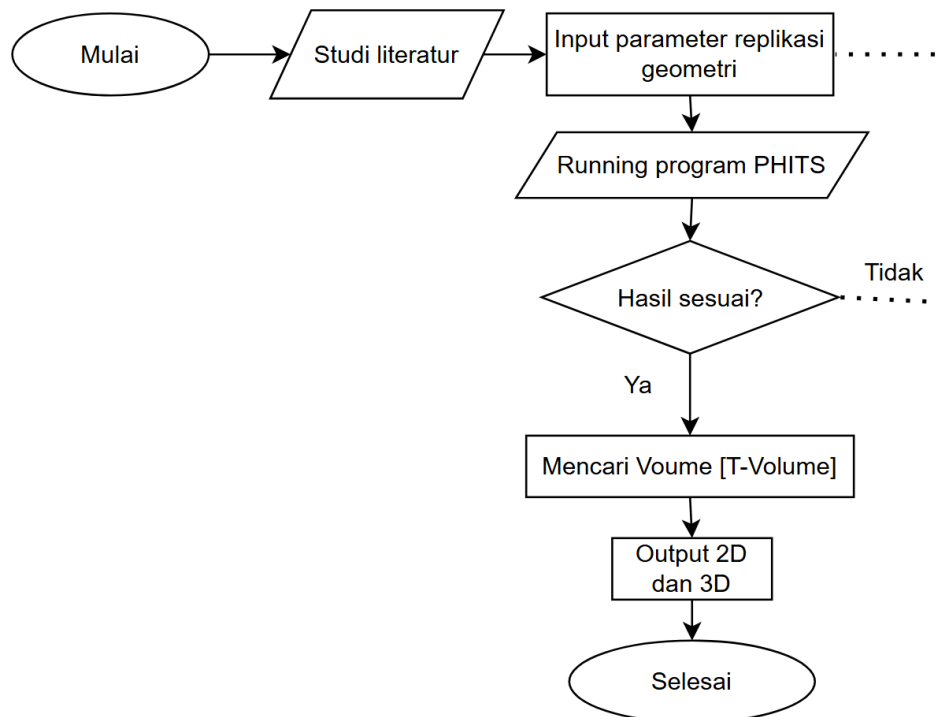 Mulai
Studi literatur
Input parameter replikasi
geometri
Running program PHITS
Hasil sesuai?
Tidak
Ya
Mencari Voume [T-Volume]
Output 2D
dan 3D
Selesai